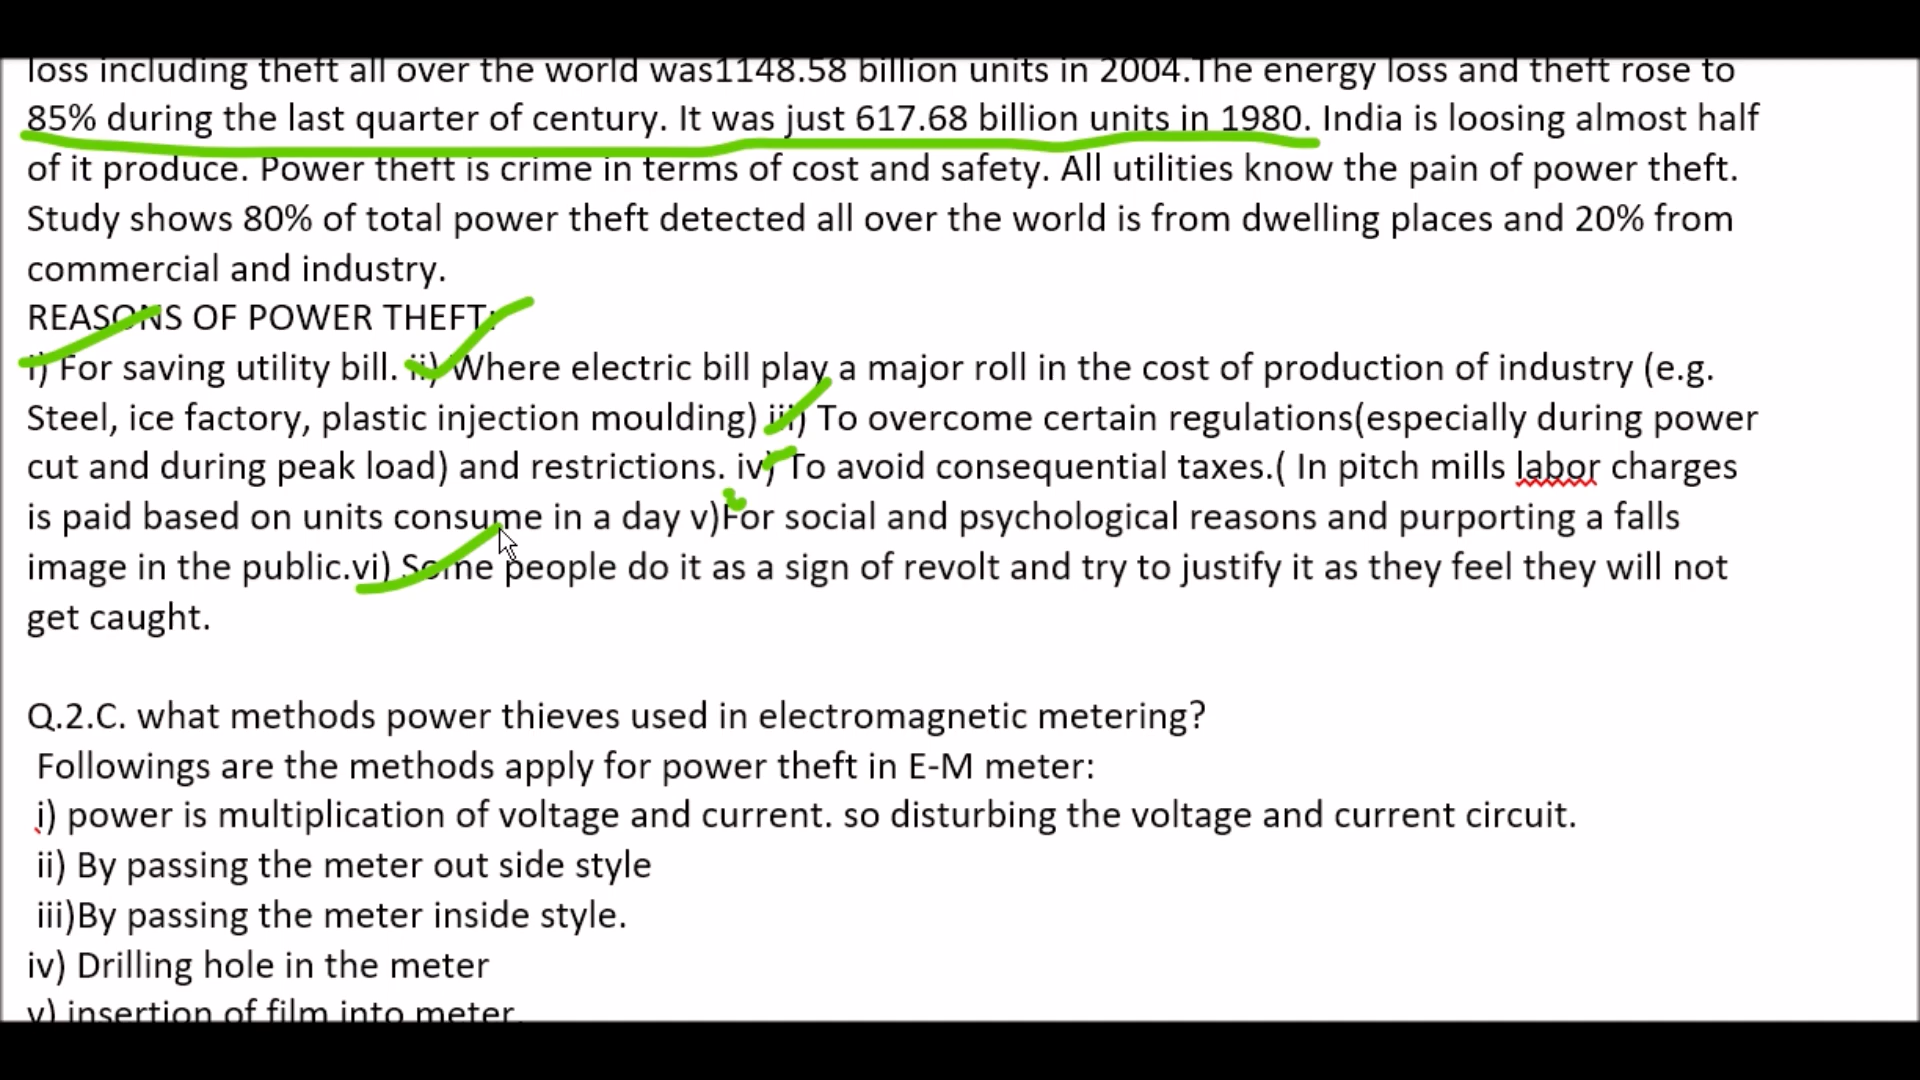 loss including theft all over the world was1148.58 billion units in 2004.The energy loss and theft rose to
85% during the last quarter of century. It was just 617.68 billion units in 1980. India is loosing almost half
of it produce. Power theft is crime in terms of cost and safety. All utilities know the pain of power theft.
Study shows 80% of total power theft detected all over the world is from dwelling places and 20% from
commercial and industry.
REASONS OF POWER THEFT:
i) For saving utility bill. ii) Where electric bill play a major roll in the cost of production of industry (e.g.
Steel, ice factory, plastic injection moulding) iii) To overcome certain regulations(especially during power
cut and during peak load) and restrictions. iv) To avoid consequential taxes.( In pitch mills labor charges
is paid based on units consume in a day v)For social and psychological reasons and purporting a falls
image in the public.vi) Some people do it as a sign of revolt and try to justify it as they feel they will not
get caught.
Q.2.C. what methods power thieves used in electromagnetic metering?
Followings are the methods apply for power theft in E-M meter:
i) power is multiplication of voltage and current. so disturbing the voltage and current circuit.
ii) By passing the meter out side style
iii)By passing the meter inside style.
iv) Drilling hole in the meter
v) insertion of film into meter.